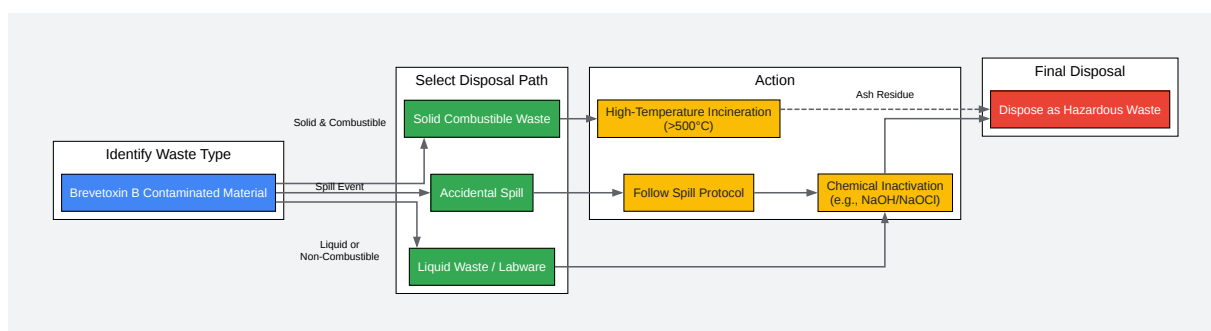 Identify Waste Type
Brevetoxin B Contaminated Material
Solid & Combustible
Spill Event
Liquid or
Non-Combustible
Select Disposal Path
Solid Combustible Waste
Accidental Spill
Liquid Waste / Labware
Action
High-Temperature Incineration
(>500°C)
Follow Spill Protocol
Chemical Inactivation
(e.g., NaOH/NaOCl)
Ash Residue
Final Disposal
Dispose as Hazardous Waste